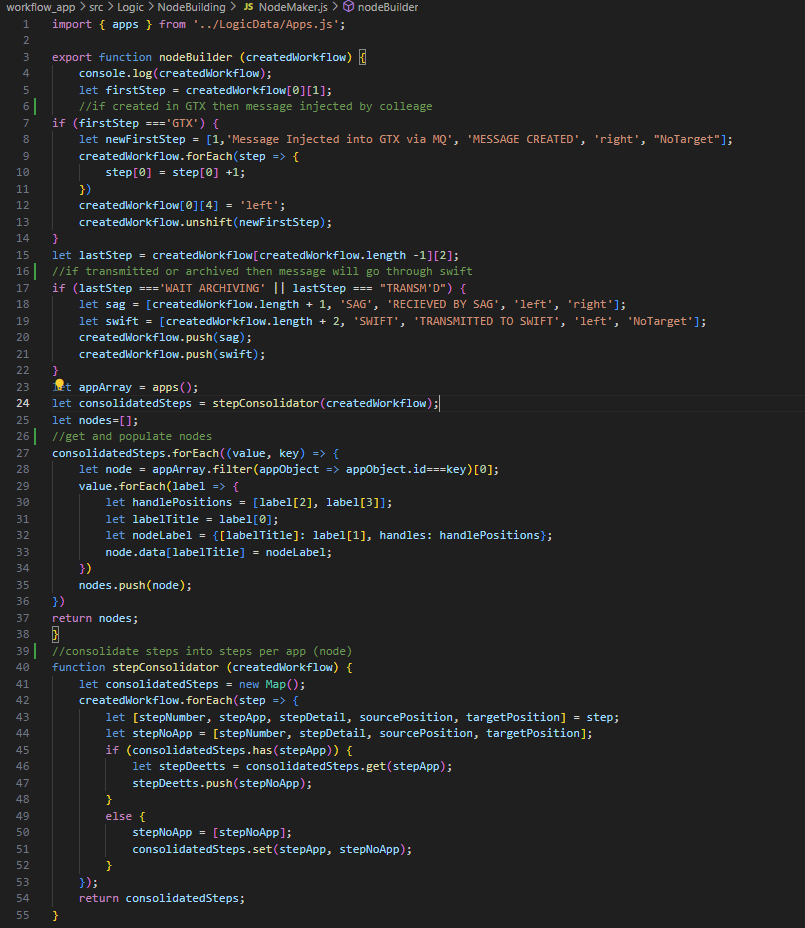 workflow_app > src > Logic > NodeBuilding > JS NodeMaker.js > nodeBuilder
1 import { apps } from '../LogicData/Apps.js';
2
3 export function nodeBuilder (createdWorkflow) {
4     console.log(createdWorkflow);
5     let firstStep = createdWorkflow[0][1];
6     //if created in GTX then message injected by colleage
7 if (firstStep ==='GTX') {
8     let newFirstStep = [1,'Message Injected into GTX via MQ', 'MESSAGE CREATED', 'right', "NoTarget"];
9     createdWorkflow.forEach(step => {
10         step[0] = step[0] +1;
11     })
12     createdWorkflow[0][4] = 'left';
13     createdWorkflow.unshift(newFirstStep);
14 }
15 let lastStep = createdWorkflow[createdWorkflow.length -1][2];
16 //if transmitted or archived then message will go through swift
17 if (lastStep ==='WAIT ARCHIVING' || lastStep === "TRANSM'D") {
18     let sag = [createdWorkflow.length + 1, 'SAG', 'RECIEVED BY SAG', 'left', 'right'];
19     let swift = [createdWorkflow.length + 2, 'SWIFT', 'TRANSMITTED TO SWIFT', 'left', 'NoTarget'];
20     createdWorkflow.push(sag);
21     createdWorkflow.push(swift);
22 }
23 let appArray = apps();
24 let consolidatedSteps = stepConsolidator(createdWorkflow);
25 let nodes=[];
26 //get and populate nodes
27 consolidatedSteps.forEach((value, key) => {
28     let node = appArray.filter(appObject => appObject.id===key)[0];
29     value.forEach(label => {
30         let handlePositions = [label[2], label[3]];
31         let labelTitle = label[0];
32         let nodeLabel = {[labelTitle]: label[1], handles: handlePositions};
33         node.data[labelTitle] = nodeLabel;
34     })
35     nodes.push(node);
36 })
37 return nodes;
38 }
39 //consolidate steps into steps per app (node)
40 function stepConsolidator (createdWorkflow) {
41     let consolidatedSteps = new Map();
42     createdWorkflow.forEach(step => {
43         let [stepNumber, stepApp, stepDetail, sourcePosition, targetPosition] = step;
44         let stepNoApp = [stepNumber, stepDetail, sourcePosition, targetPosition];
45         if (consolidatedSteps.has(stepApp)) {
46             let stepDeetts = consolidatedSteps.get(stepApp);
47             stepDeetts.push(stepNoApp);
48         }
49         else {
50             stepNoApp = [stepNoApp];
51             consolidatedSteps.set(stepApp, stepNoApp);
52         }
53     });
54     return consolidatedSteps;
55 }